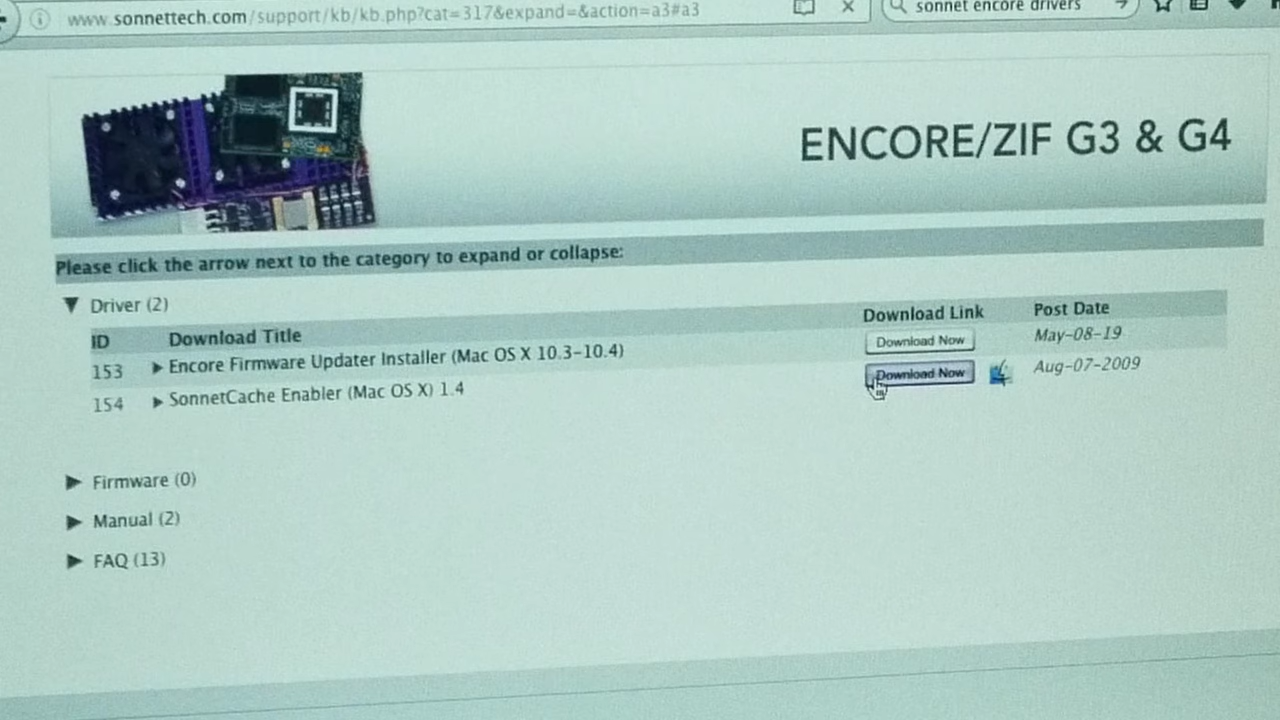 www.sonnettech.com/support/kb/kb.php?cat=317&expand=&action=a3#a3
sonnet encore drivers
ENCORE/ZIF G3 & G4
Please click the arrow next to the category to expand or collapse:
Driver (2)
ID Download Title Download Link Post Date
153 Encore Firmware Updater Installer (Mac OS X 10.3-10.4) Download Now May-08-19
154 SonnetCache Enabler (Mac OS X) 1.4 Download Now Aug-07-2009
Firmware (0)
Manual (2)
FAQ (13)